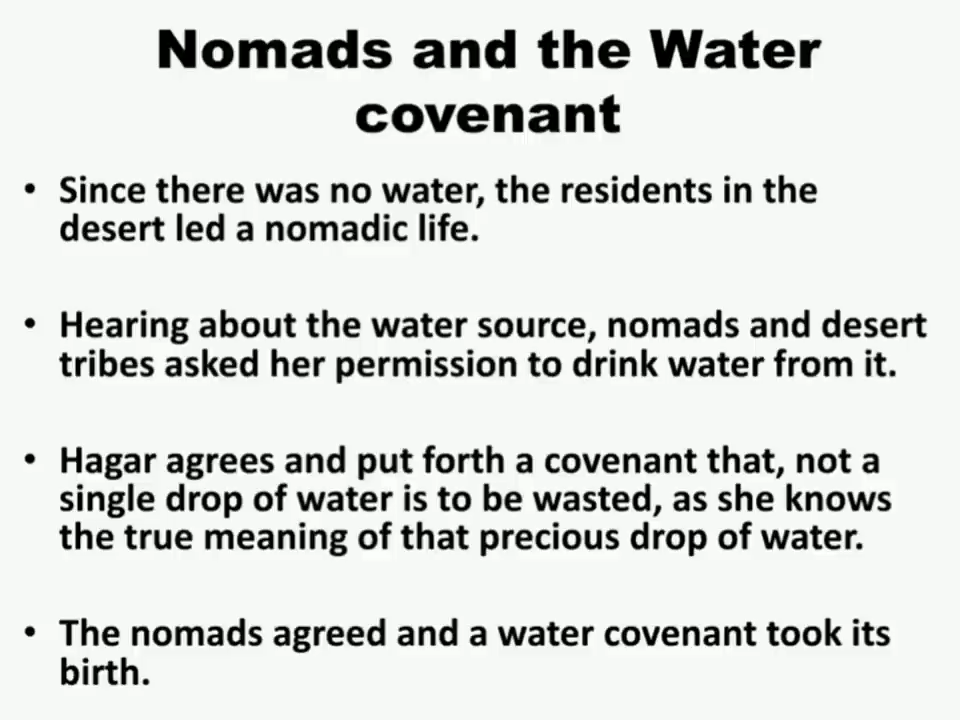 Nomads and the Water
covenant
• Since there was no water, the residents in the
desert led a nomadic life.
• Hearing about the water source, nomads and desert
tribes asked her permission to drink water from it.
• Hagar agrees and put forth a covenant that, not a
single drop of water is to be wasted, as she knows
the true meaning of that precious drop of water.
• The nomads agreed and a water covenant took its
birth.